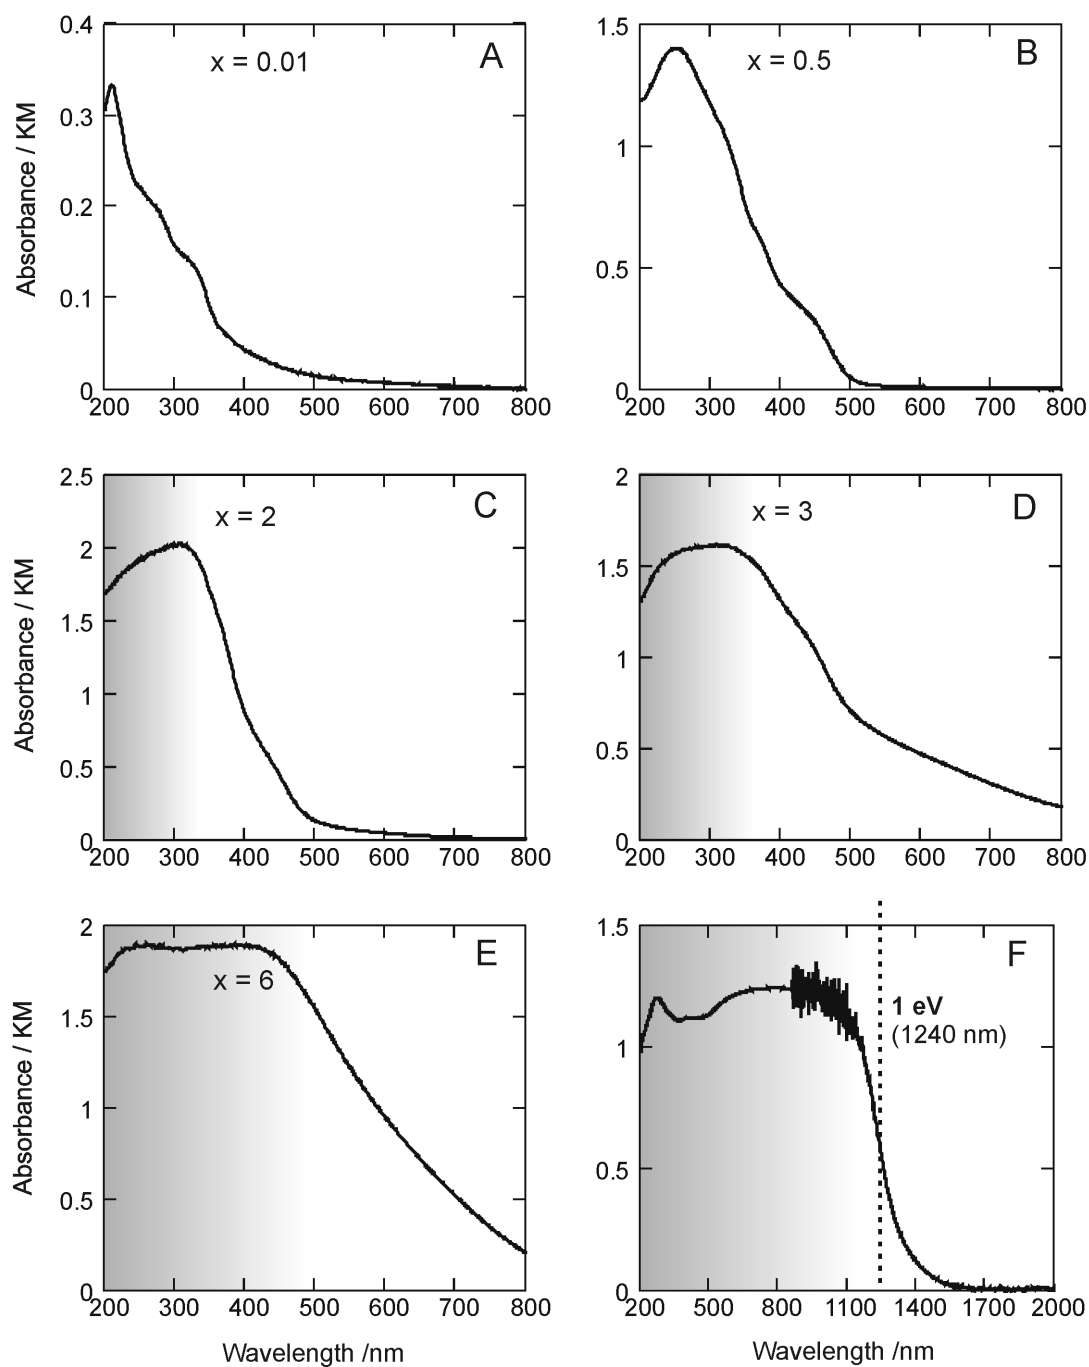 0.4
0.3
0.2
0.1
0
Absorbance / KM
x = 0.01
A
200 300 400 500 600 700 800
1.5
1
0.5
0
x = 0.5
B
200 300 400 500 600 700 800
2.5
2
1.5
1
0.5
0
Absorbance / KM
x = 2
C
200 300 400 500 600 700 800
2
1.5
1
0.5
0
x = 3
D
200 300 400 500 600 700 800
2
1.5
1
0.5
0
Absorbance / KM
x = 6
E
200 300 400 500 600 700 800
Wavelength /nm
1.5
1
0.5
0
F
1 eV
(1240 nm)
200 500 800 1100 1400 1700 2000
Wavelength /nm